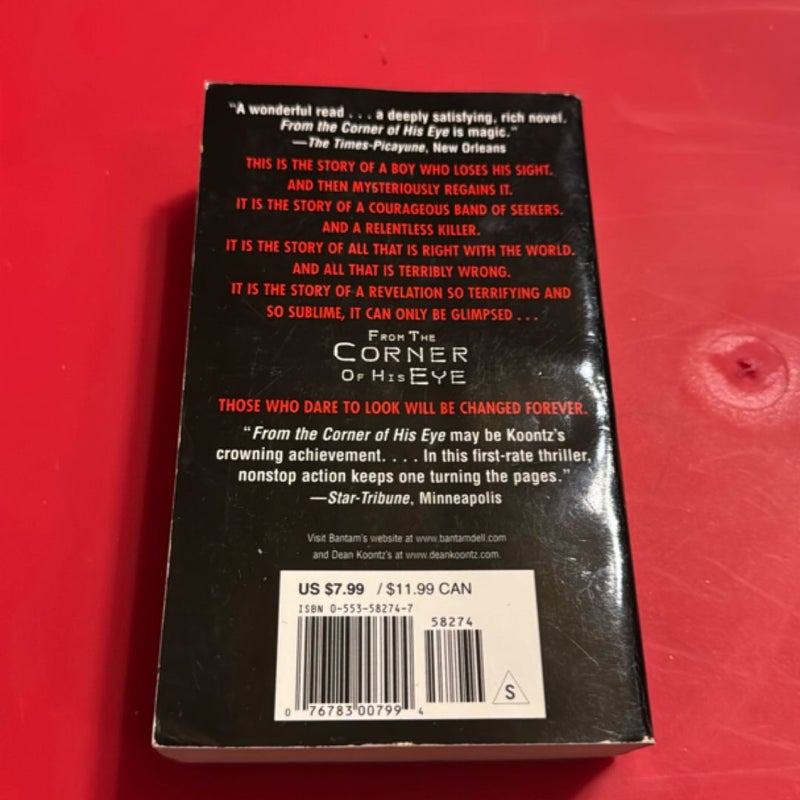 "A wonderful read . . . a deeply satisfying, rich novel.
From the Corner of His Eye is magic."
—The Times-Picayune, New Orleans
THIS IS THE STORY OF A BOY WHO LOSES HIS SIGHT.
AND THEN MYSTERIOUSLY REGAINS IT.
IT IS THE STORY OF A COURAGEOUS BAND OF SEEKERS.
AND A RELENTLESS KILLER.
IT IS THE STORY OF ALL THAT IS RIGHT WITH THE WORLD.
AND ALL THAT IS TERRIBLY WRONG.
IT IS THE STORY OF A REVELATION SO TERRIFYING AND
SO SUBLIME, IT CAN ONLY BE GLIMPSED . . .
FROM THE
CORNER
OF HIS EYE
THOSE WHO DARE TO LOOK WILL BE CHANGED FOREVER.
"From the Corner of His Eye may be Koontz's
crowning achievement. . . . In this first-rate thriller,
nonstop action keeps one turning the pages."
—Star-Tribune, Minneapolis
Visit Bantam's website at www.bantamdell.com
and Dean Koontz's at www.deankoontz.com.
US $7.99 / $11.99 CAN
ISBN 0-553-58274-7
58274
S
0 76783 00799 4